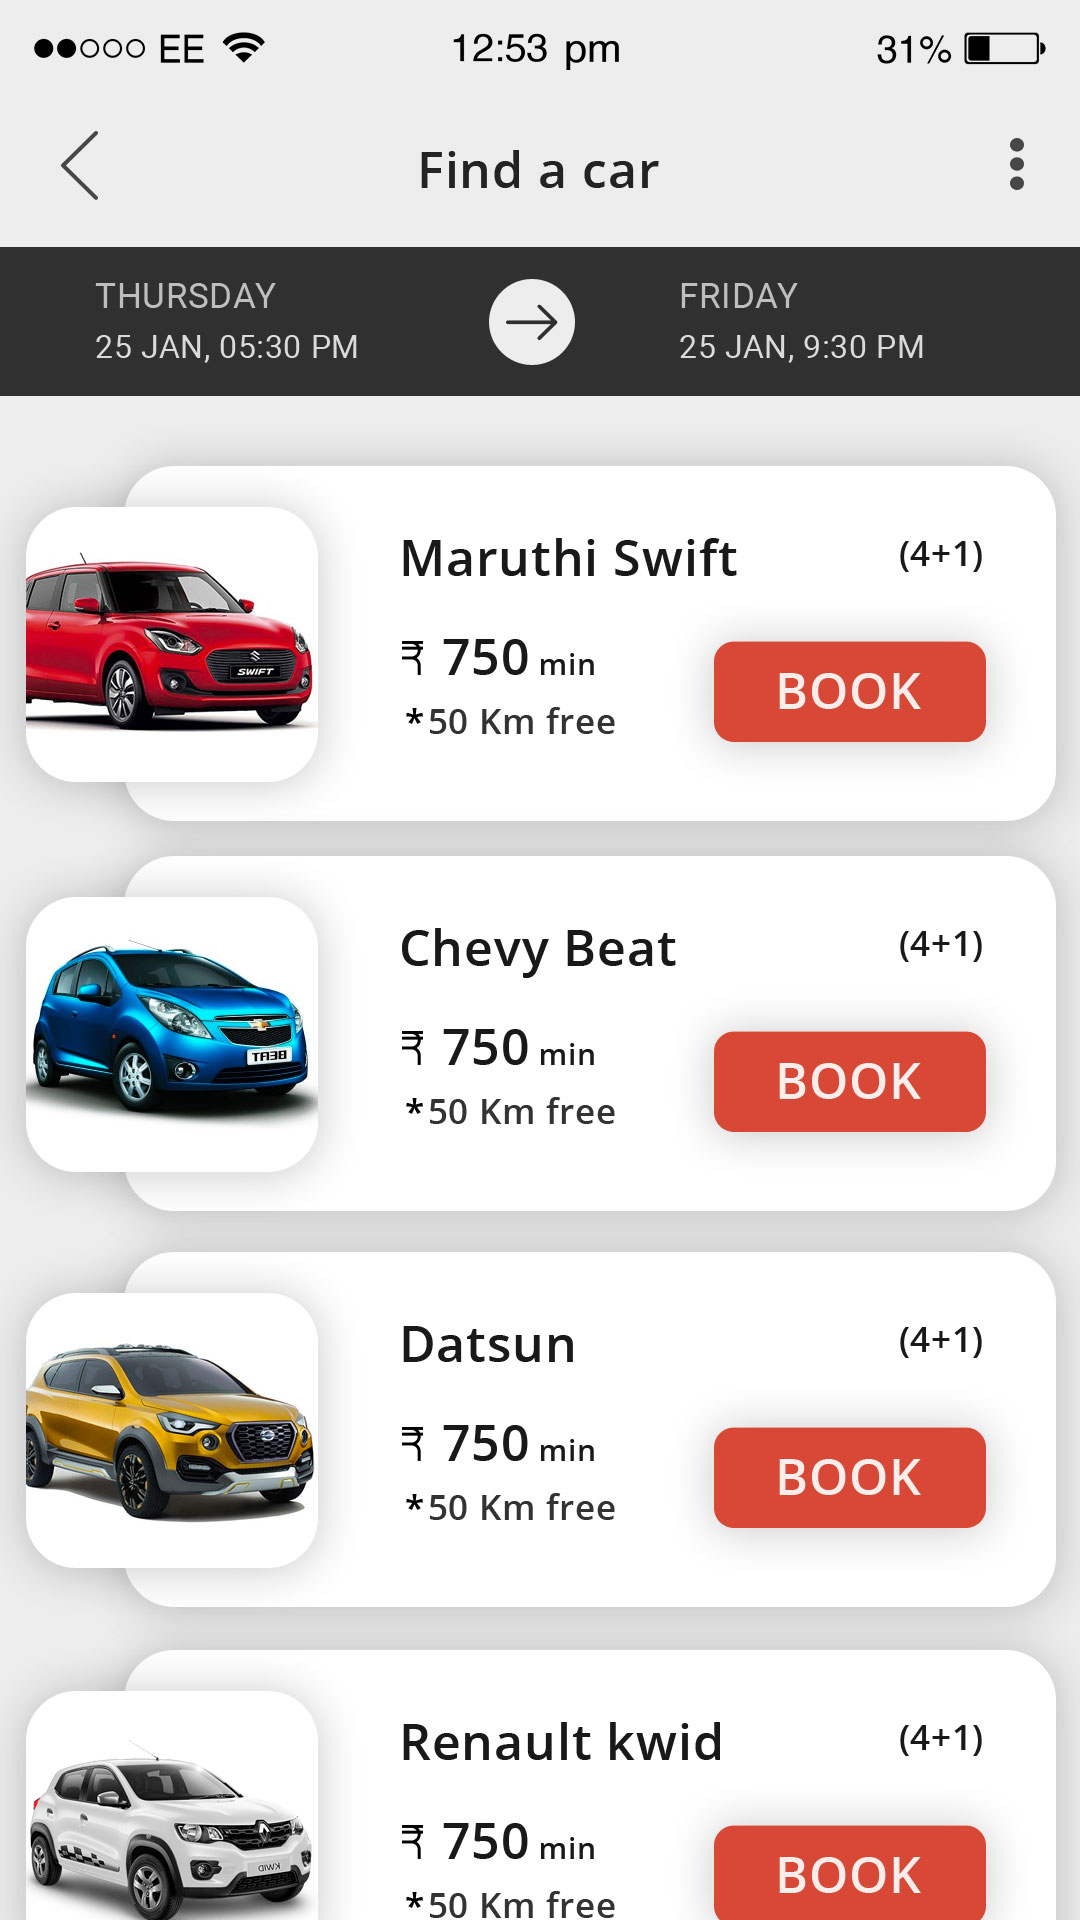 EE 12:53 pm 31%
Find a car
THURSDAY FRIDAY
25 JAN, 05:30 PM 25 JAN, 9:30 PM
Maruthi Swift (4+1)
₹ 750 min
SWIFT
BOOK
*50 Km free
Chevy Beat (4+1)
₹ 750 min
BEAT
BOOK
*50 Km free
Datsun (4+1)
₹ 750 min
BOOK
*50 Km free
Renault kwid (4+1)
₹ 750 min
KWID
BOOK
*50 Km free